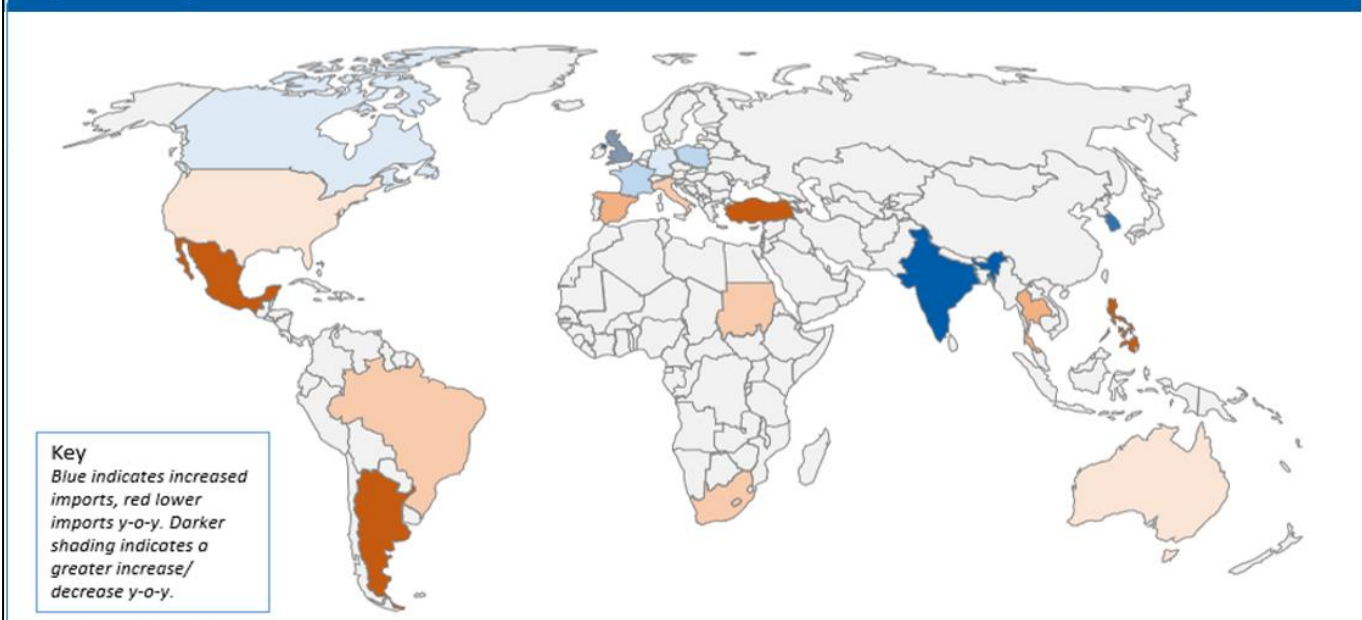 Key
Blue indicates increased
imports, red lower
imports y-o-y. Darker
shading indicates a
greater increase/
decrease y-o-y.